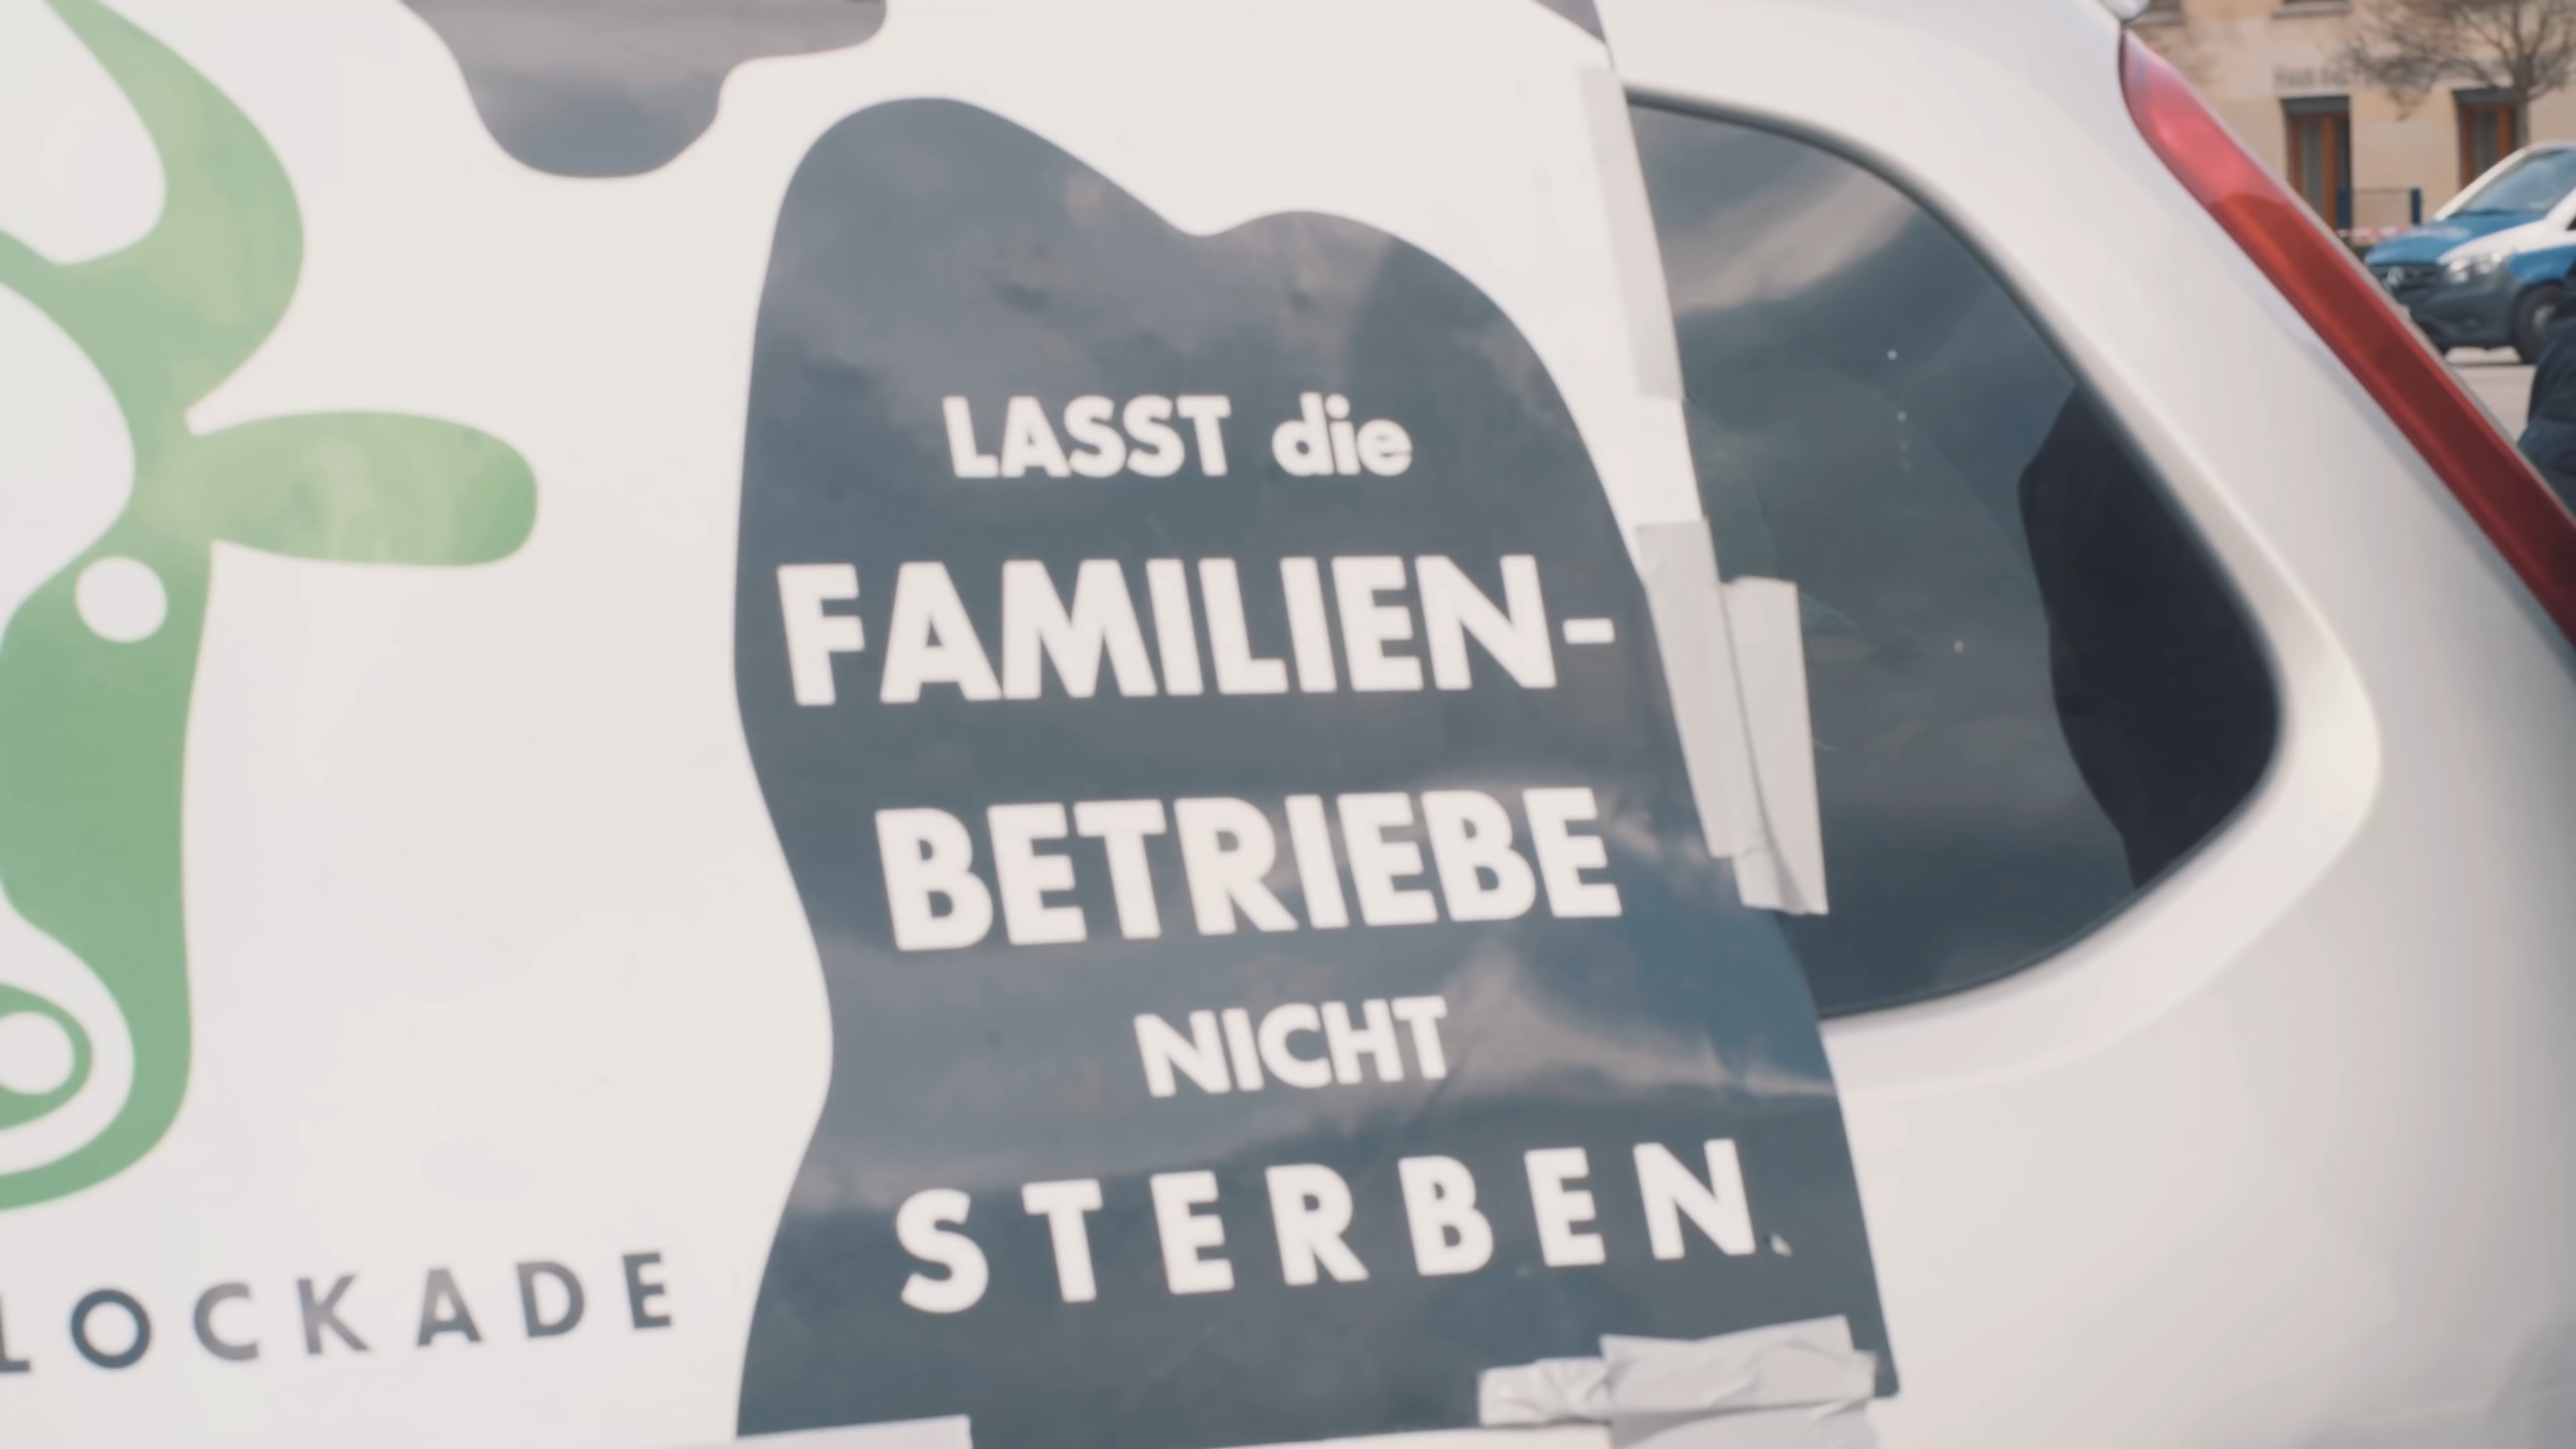 LASST die
FAMILIEN-
BETRIEBE
NICHT
STERBEN.
LOCKADE